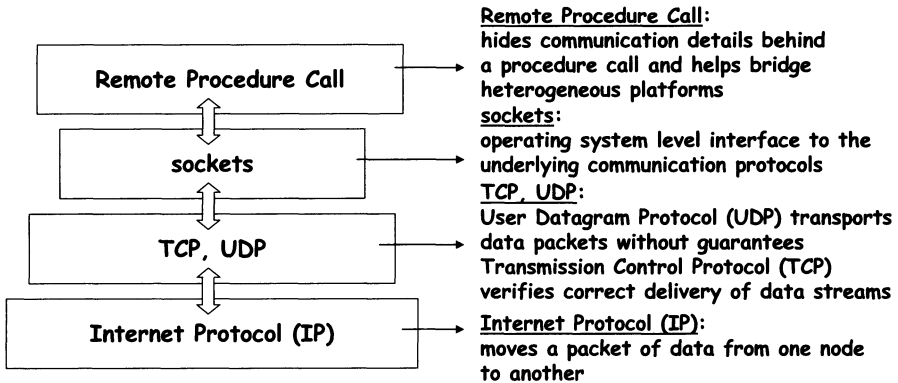 Remote Procedure Call
sockets
TCP, UDP
Internet Protocol (IP)
Remote Procedure Call:
hides communication details behind
a procedure call and helps bridge
heterogeneous platforms
sockets:
operating system level interface to the
underlying communication protocols
TCP, UDP:
User Datagram Protocol (UDP) transports
data packets without guarantees
Transmission Control Protocol (TCP)
verifies correct delivery of data streams
Internet Protocol (IP):
moves a packet of data from one node
to another